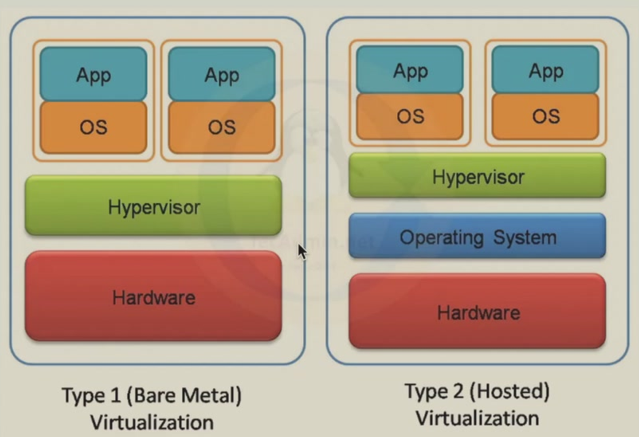 App
App
OS
OS
Hypervisor
Hardware
Type 1 (Bare Metal)
Virtualization
App
App
OS
OS
Hypervisor
Operating System
Hardware
Type 2 (Hosted)
Virtualization